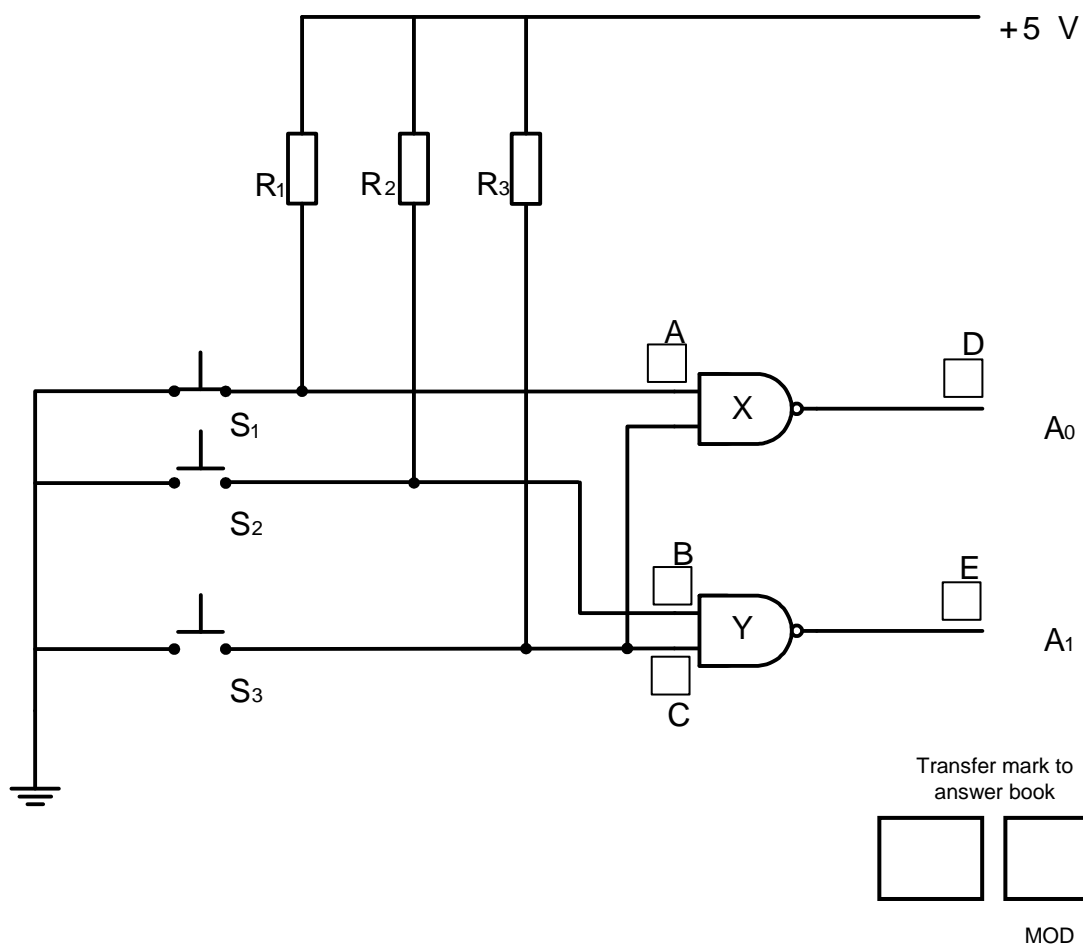 +5 V
R1
R2
R3
A
D
X
A0
S1
S2
B
E
Y
A1
S3
C
Transfer mark to
answer book
MOD